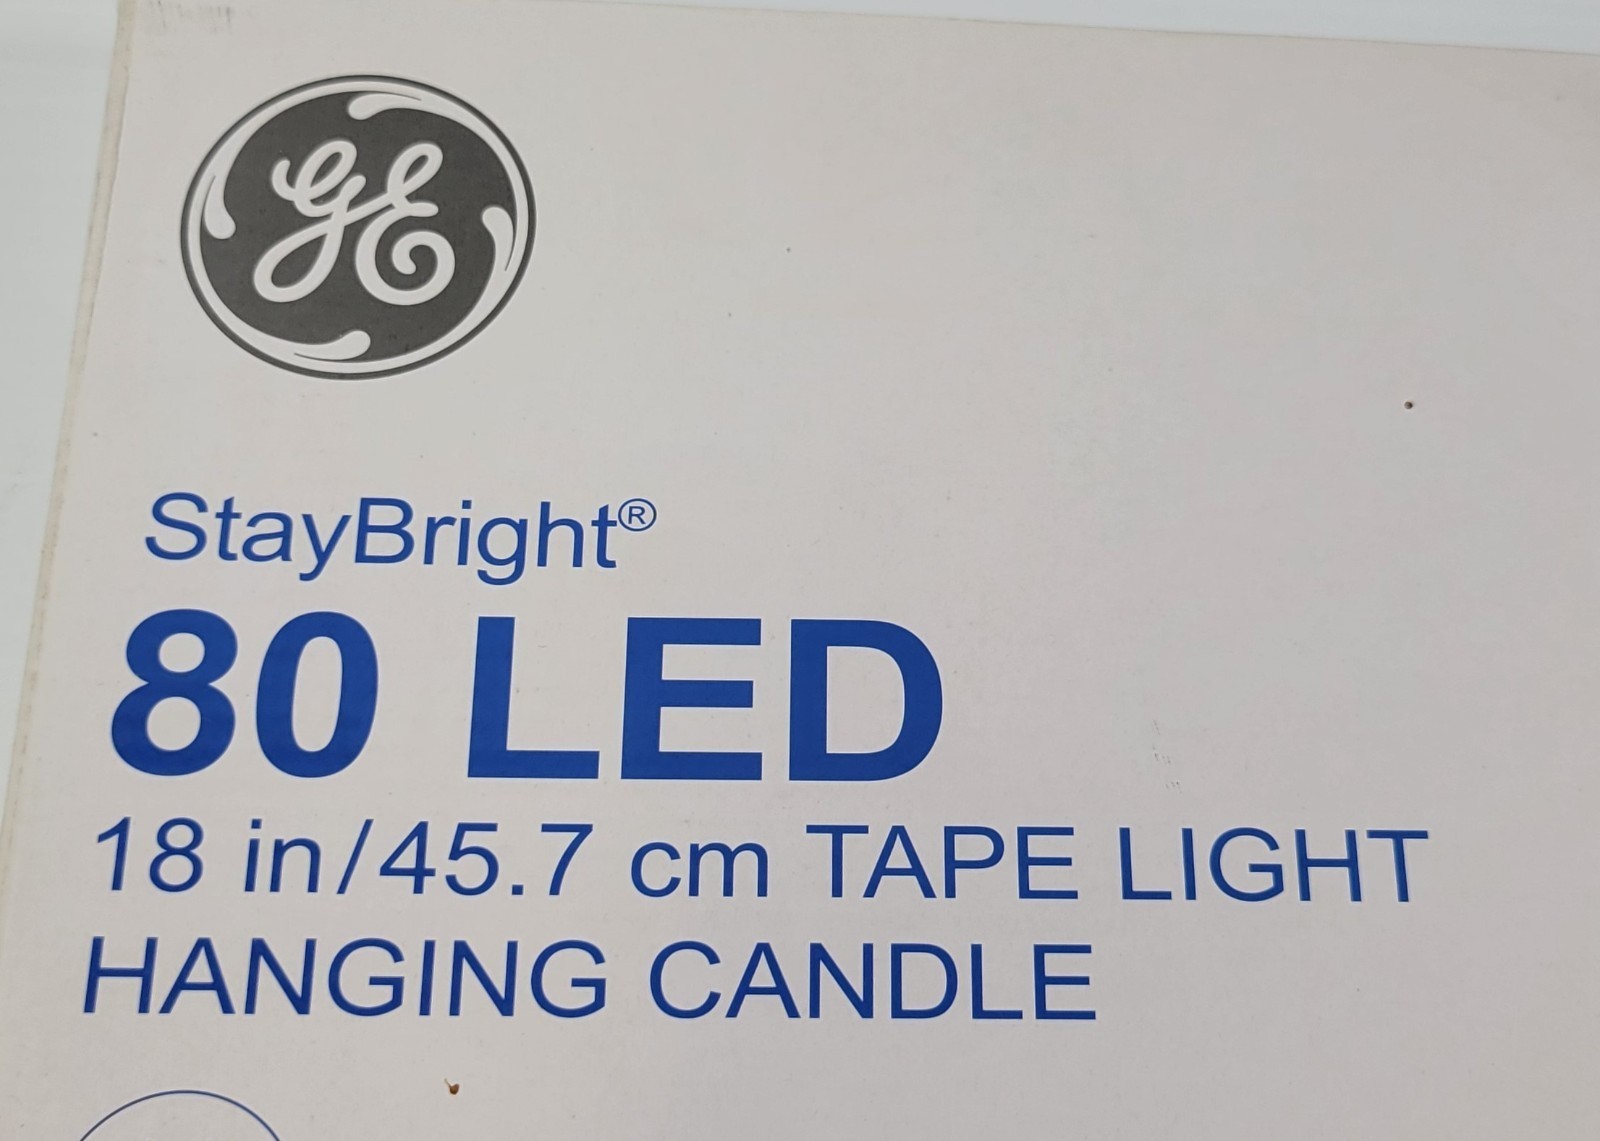 GE
StayBright®
80 LED
18 in/45.7 cm TAPE LIGHT
HANGING CANDLE